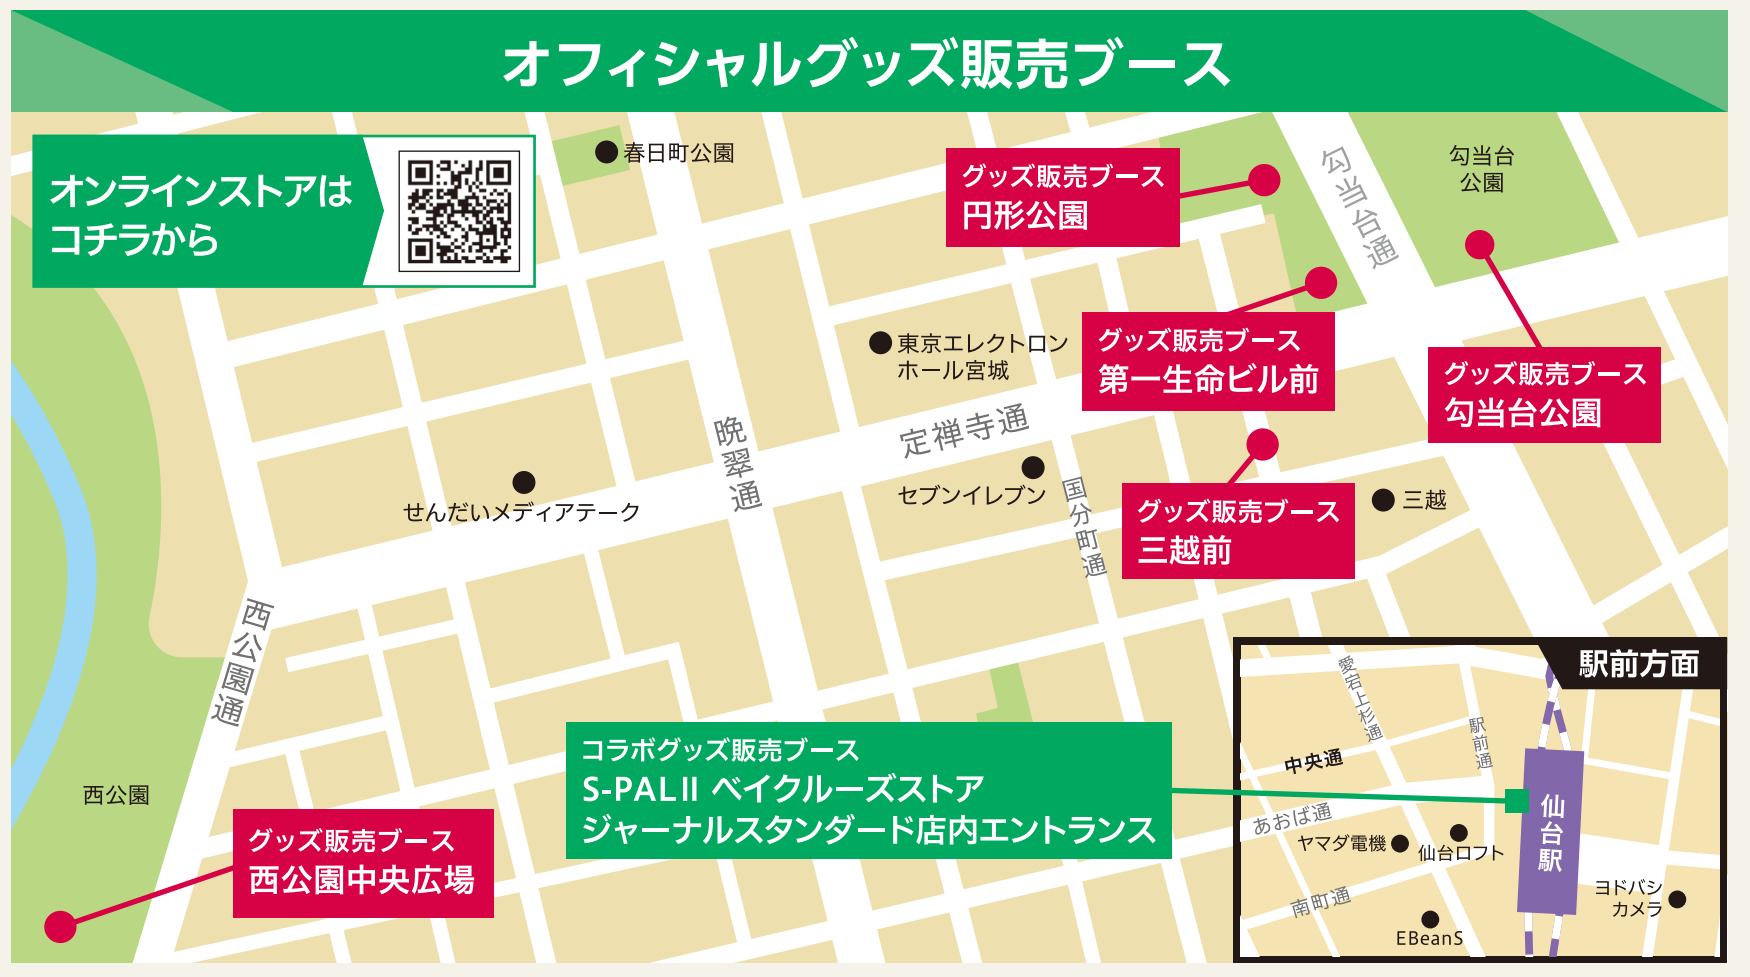 オフィシャルグッズ販売ブース
オンラインストアは
コチラから
春日町公園
グッズ販売ブース
円形公園
勾当台通
勾当台
公園
グッズ販売ブース
第一生命ビル前
グッズ販売ブース
勾当台公園
東京エレクトロン
ホール宮城
定禅寺通
晩翠通
せんだいメディアテーク
セブンイレブン
国分町通
グッズ販売ブース
三越前
三越
西公園通
西公園
グッズ販売ブース
西公園中央広場
コラボグッズ販売ブース
S-PALⅡ ベイクルーズストア
ジャーナルスタンダード店内エントランス
駅前方面
愛宕上杉通
駅前通
中央通
あおば通
ヤマダ電機
仙台ロフト
仙台駅
ヨドバシ
カメラ
南町通
EBeanS